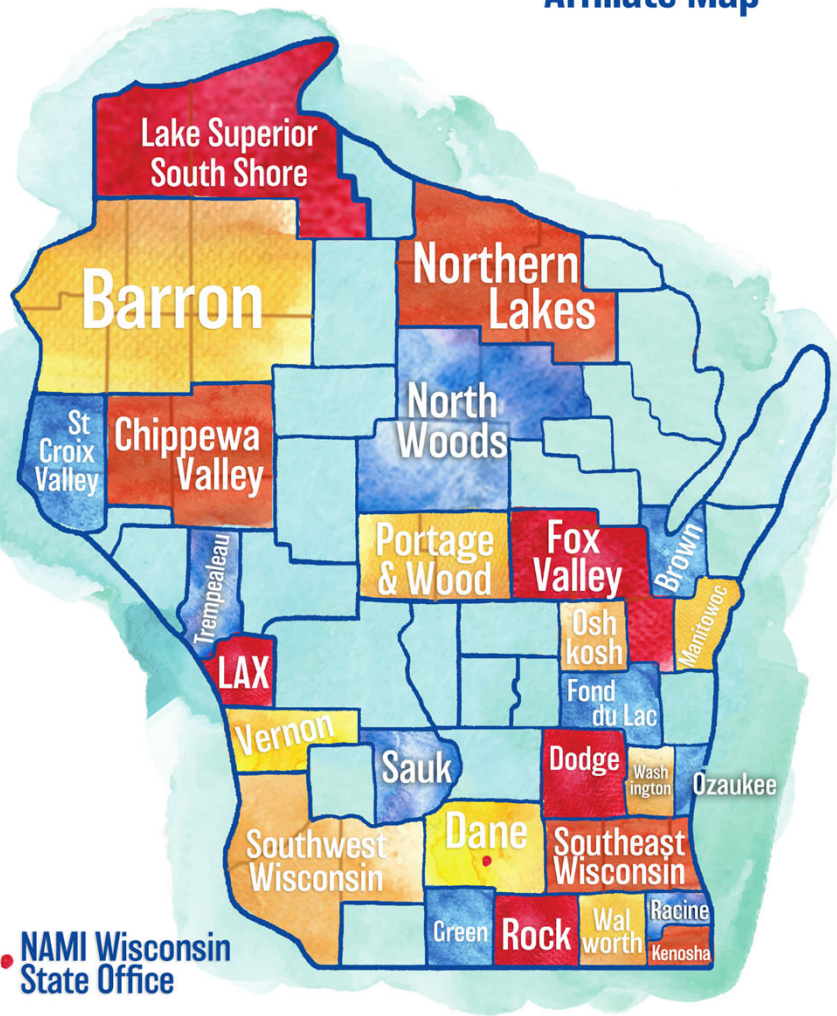 Affiliate Map
Lake Superior
South Shore
Barron
Northern
Lakes
St
Croix
Valley
Chippewa
Valley
North
Woods
Portage
& Wood
Fox
Valley
Brown
Trempealeau
Manitowoc
Osh
kosh
LAX
Fond
du Lac
Vernon
Sauk
Dodge
Wash
ington
Ozaukee
Southwest
Wisconsin
Dane
Southeast
Wisconsin
Green
Rock
Wal
worth
Racine
Kenosha
NAMI Wisconsin
State Office